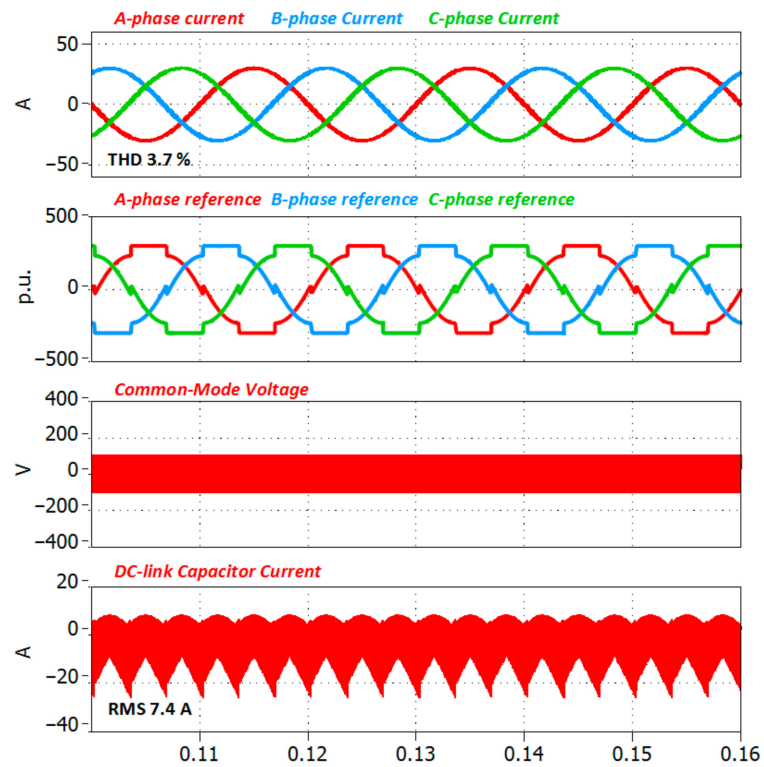 A-phase current B-phase Current C-phase Current
50
0
−50
A
THD 3.7 %
A-phase reference B-phase reference C-phase reference
500
0
−500
p.u.
Common-Mode Voltage
400
200
0
−200
−400
V
DC-link Capacitor Current
20
0
−20
−40
A
RMS 7.4 A
0.11 0.12 0.13 0.14 0.15 0.16